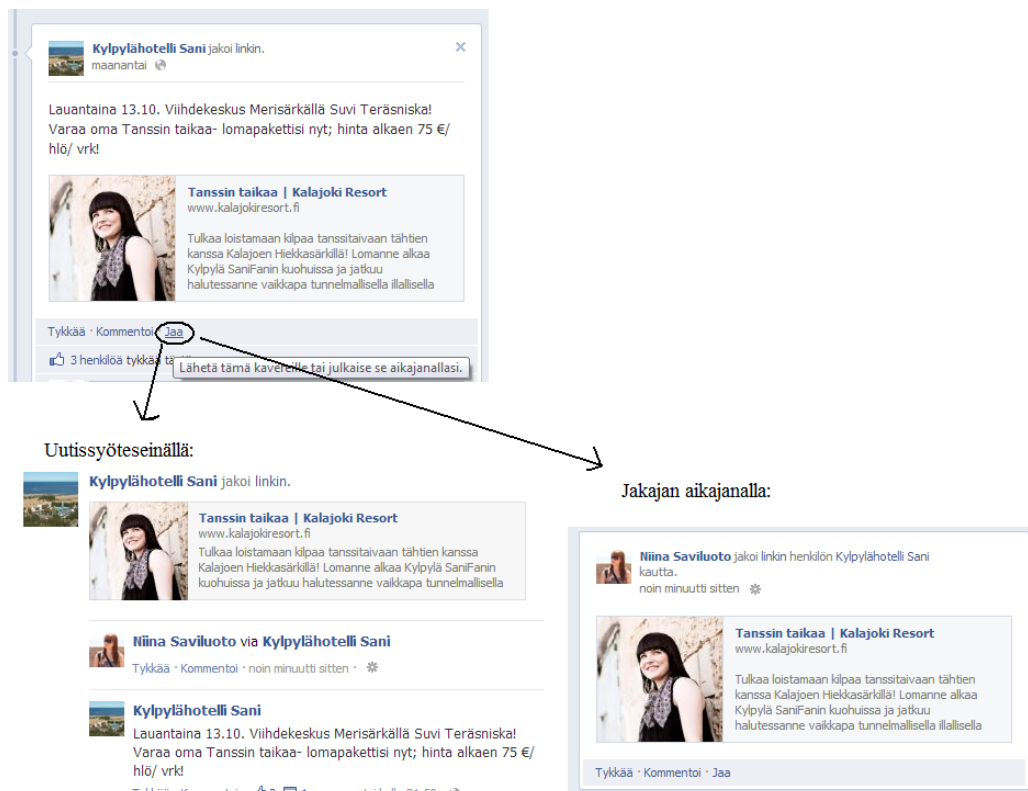 Kylpylähotelli Sani jakoi linkin.
maanantai
Lauantaina 13.10. Viihdekeskus Merisärkällä Suvi Teräsniska!
Varaa oma Tanssin taikaa- lomapakettisi nyt; hinta alkaen 75 €/
hlö/ vrk!
Tanssin taikaa | Kalajoki Resort
www.kalajokiresort.fi
Tulkaa loistamaan kilpaa tanssitaivaan tähtien
kanssa Kalajoen Hiekkasärkillä! Lomanne alkaa
Kylpylä SaniFanin kuohuissa ja jatkuu
halutessanne vaikkapa tunnelmallisella illallisella
Tykkää · Kommentoi · Jaa
3 henkilöä tykkää
Lähetä tämä kavereille tai julkaise se aikajanallasi.
Uutissyöteseinällä:
Kylpylähotelli Sani jakoi linkin.
Tanssin taikaa | Kalajoki Resort
www.kalajokiresort.fi
Tulkaa loistamaan kilpaa tanssitaivaan tähtien kanssa
Kalajoen Hiekkasärkillä! Lomanne alkaa Kylpylä SaniFanin
kuohuissa ja jatkuu halutessanne vaikkapa tunnelmallisella
Niina Saviluoto via Kylpylähotelli Sani
Tykkää · Kommentoi · noin minuutti sitten ·
Kylpylähotelli Sani
Lauantaina 13.10. Viihdekeskus Merisärkällä Suvi Teräsniska!
Varaa oma Tanssin taikaa- lomapakettisi nyt; hinta alkaen 75 €/
hlö/ vrk!
Jakajan aikajanalla:
Niina Saviluoto jakoi linkin henkilön Kylpylähotelli Sani
kautta.
noin minuutti sitten
Tanssin taikaa | Kalajoki Resort
www.kalajokiresort.fi
Tulkaa loistamaan kilpaa tanssitaivaan tähtien
kanssa Kalajoen Hiekkasärkillä! Lomanne alkaa
Kylpylä SaniFanin kuohuissa ja jatkuu
halutessanne vaikkapa tunnelmallisella illallisella
Tykkää · Kommentoi · Jaa